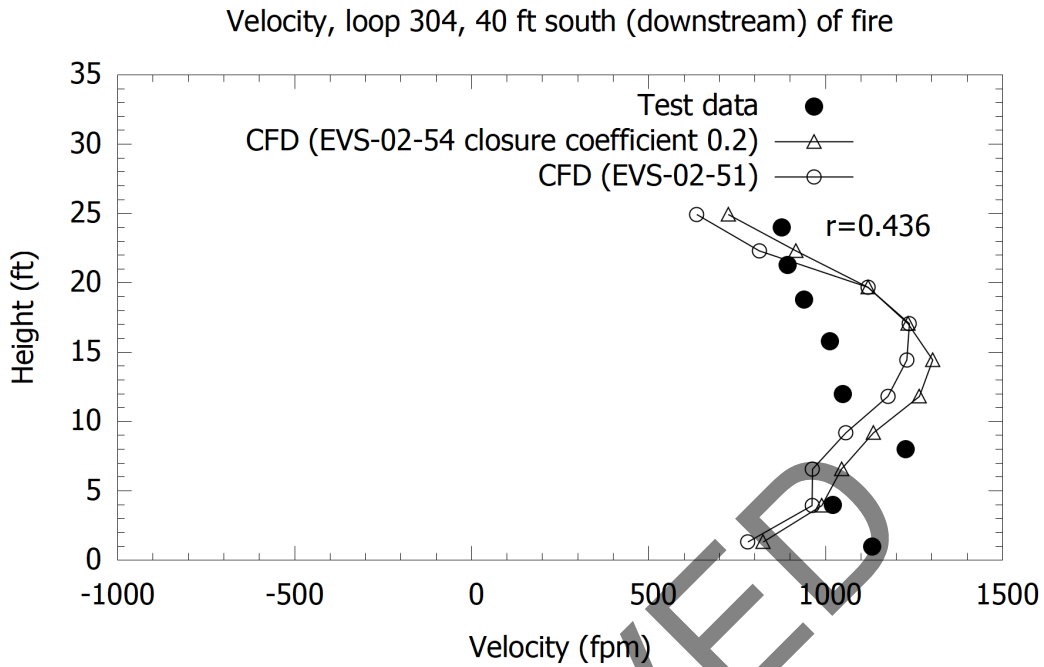 Velocity, loop 304, 40 ft south (downstream) of fire
35
30
25
20
15
10
5
0
Height (ft)
Test data
CFD (EVS-02-54 closure coefficient 0.2)
CFD (EVS-02-51)
r=0.436
-1000 -500 0 500 1000 1500
Velocity (fpm)